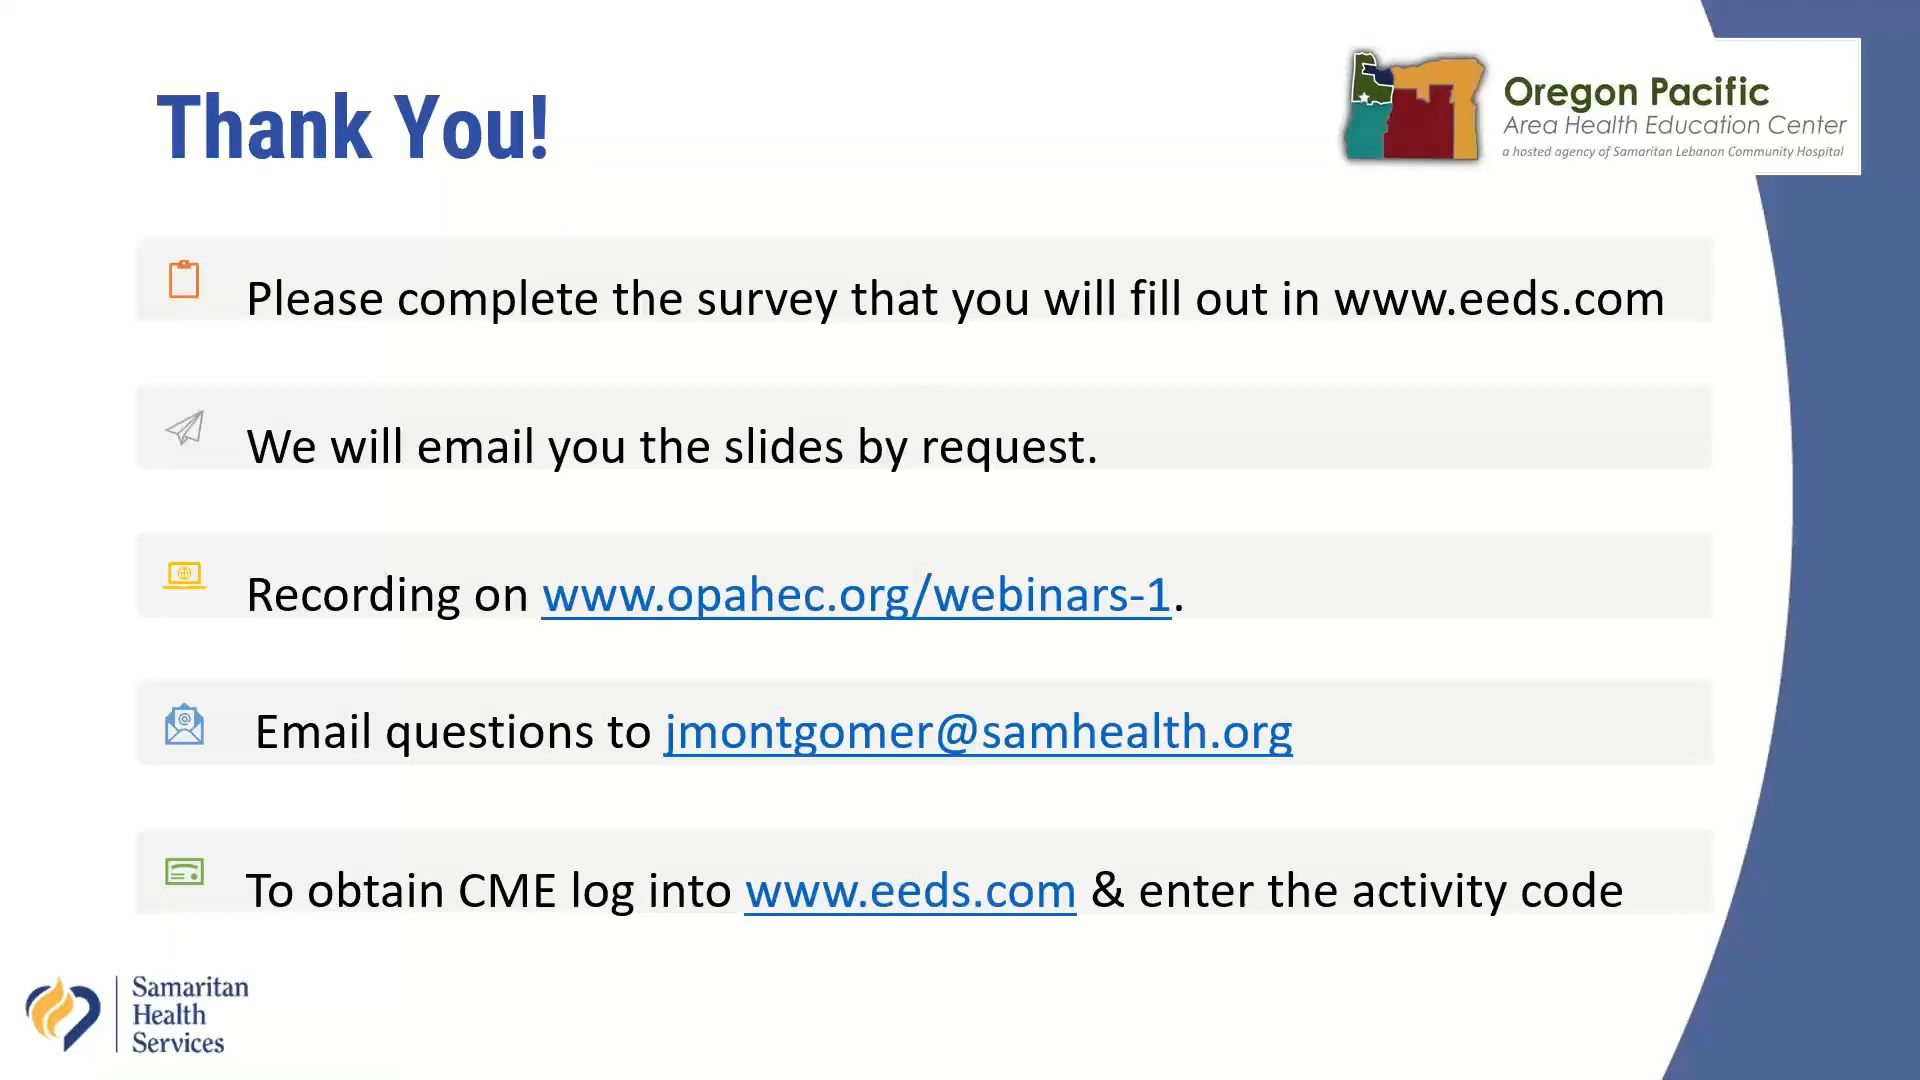 Thank You!
Oregon Pacific
Area Health Education Center
a hosted agency of Samaritan Lebanon Community Hospital
Please complete the survey that you will fill out in www.eeds.com
We will email you the slides by request.
Recording on www.opahec.org/webinars-1.
Email questions to jmontgomer@samhealth.org
To obtain CME log into www.eeds.com & enter the activity code
Samaritan
Health
Services